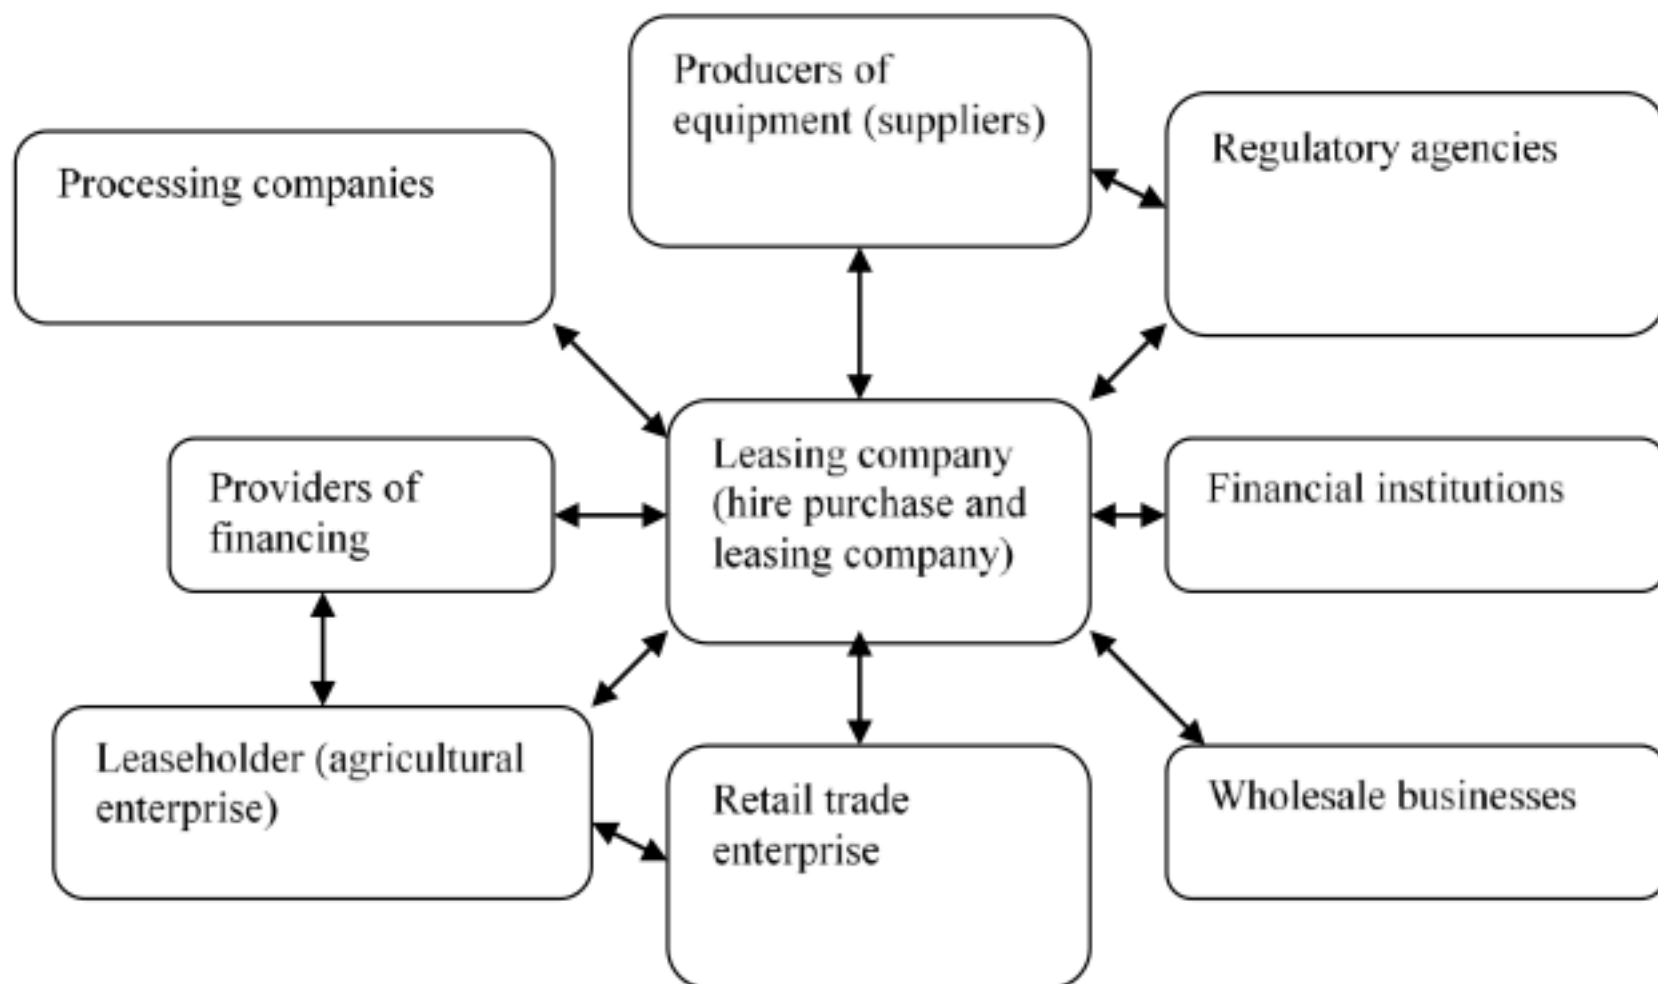 Producers of
equipment (suppliers)
Regulatory agencies
Processing companies
Leasing company
(hire purchase and
leasing company)
Providers of
financing
Financial institutions
Leaseholder (agricultural
enterprise)
Retail trade
enterprise
Wholesale businesses